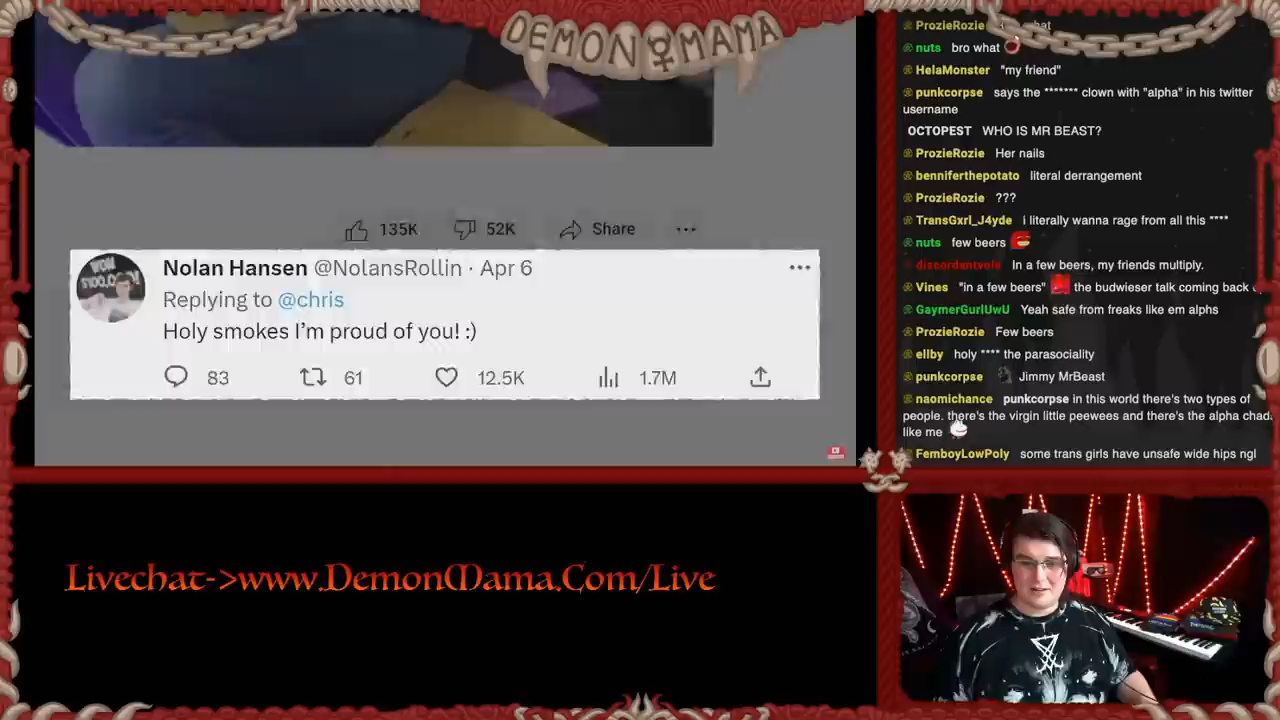 DEMON MAMA
135K 52K Share
Nolan Hansen @NolansRollin · Apr 6
Replying to @chris
Holy smokes I'm proud of you! :)
83 61 12.5K 1.7M
Livechat->www.DemonMama.Com/Live
ProzieRozie
nuts bro what
HelaMonster "my friend"
punkcorpse says the ******* clown with "alpha" in his twitter
username
OCTOPEST WHO IS MR BEAST?
ProzieRozie Her nails
benniferthepotato literal derrangement
ProzieRozie ???
TransGxrl_J4yde i literally wanna rage from all this ****
nuts few beers
In a few beers, my friends multiply.
Vines "in a few beers" the budwieser talk coming back
GaymerGurlUwU Yeah safe from freaks like em alphs
ProzieRozie Few beers
ellby holy **** the parasociality
punkcorpse Jimmy MrBeast
naomichance punkcorpse in this world there's two types of
people. there's the virgin little peewees and there's the alpha chad
like me
FemboyLowPoly some trans girls have unsafe wide hips ngl